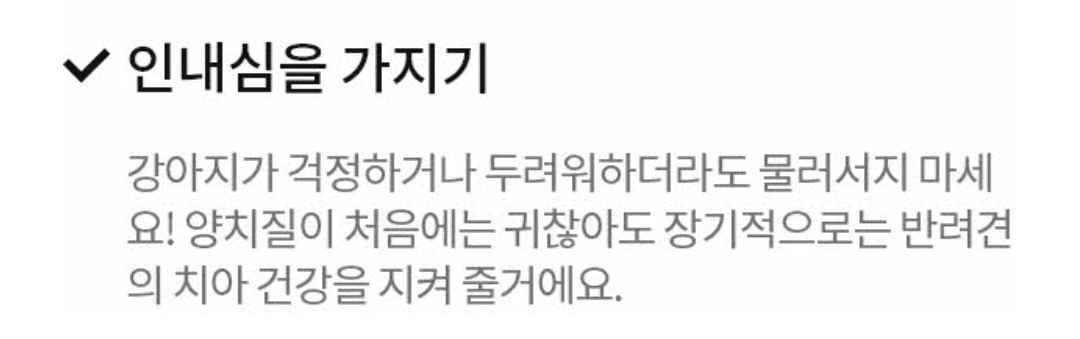 인내심을 가지기
강아지가 걱정하거나 두려워하더라도 물러서지 마세
요! 양치질이 처음에는 귀찮아도 장기적으로는 반려견
의 치아 건강을 지켜 줄거에요.